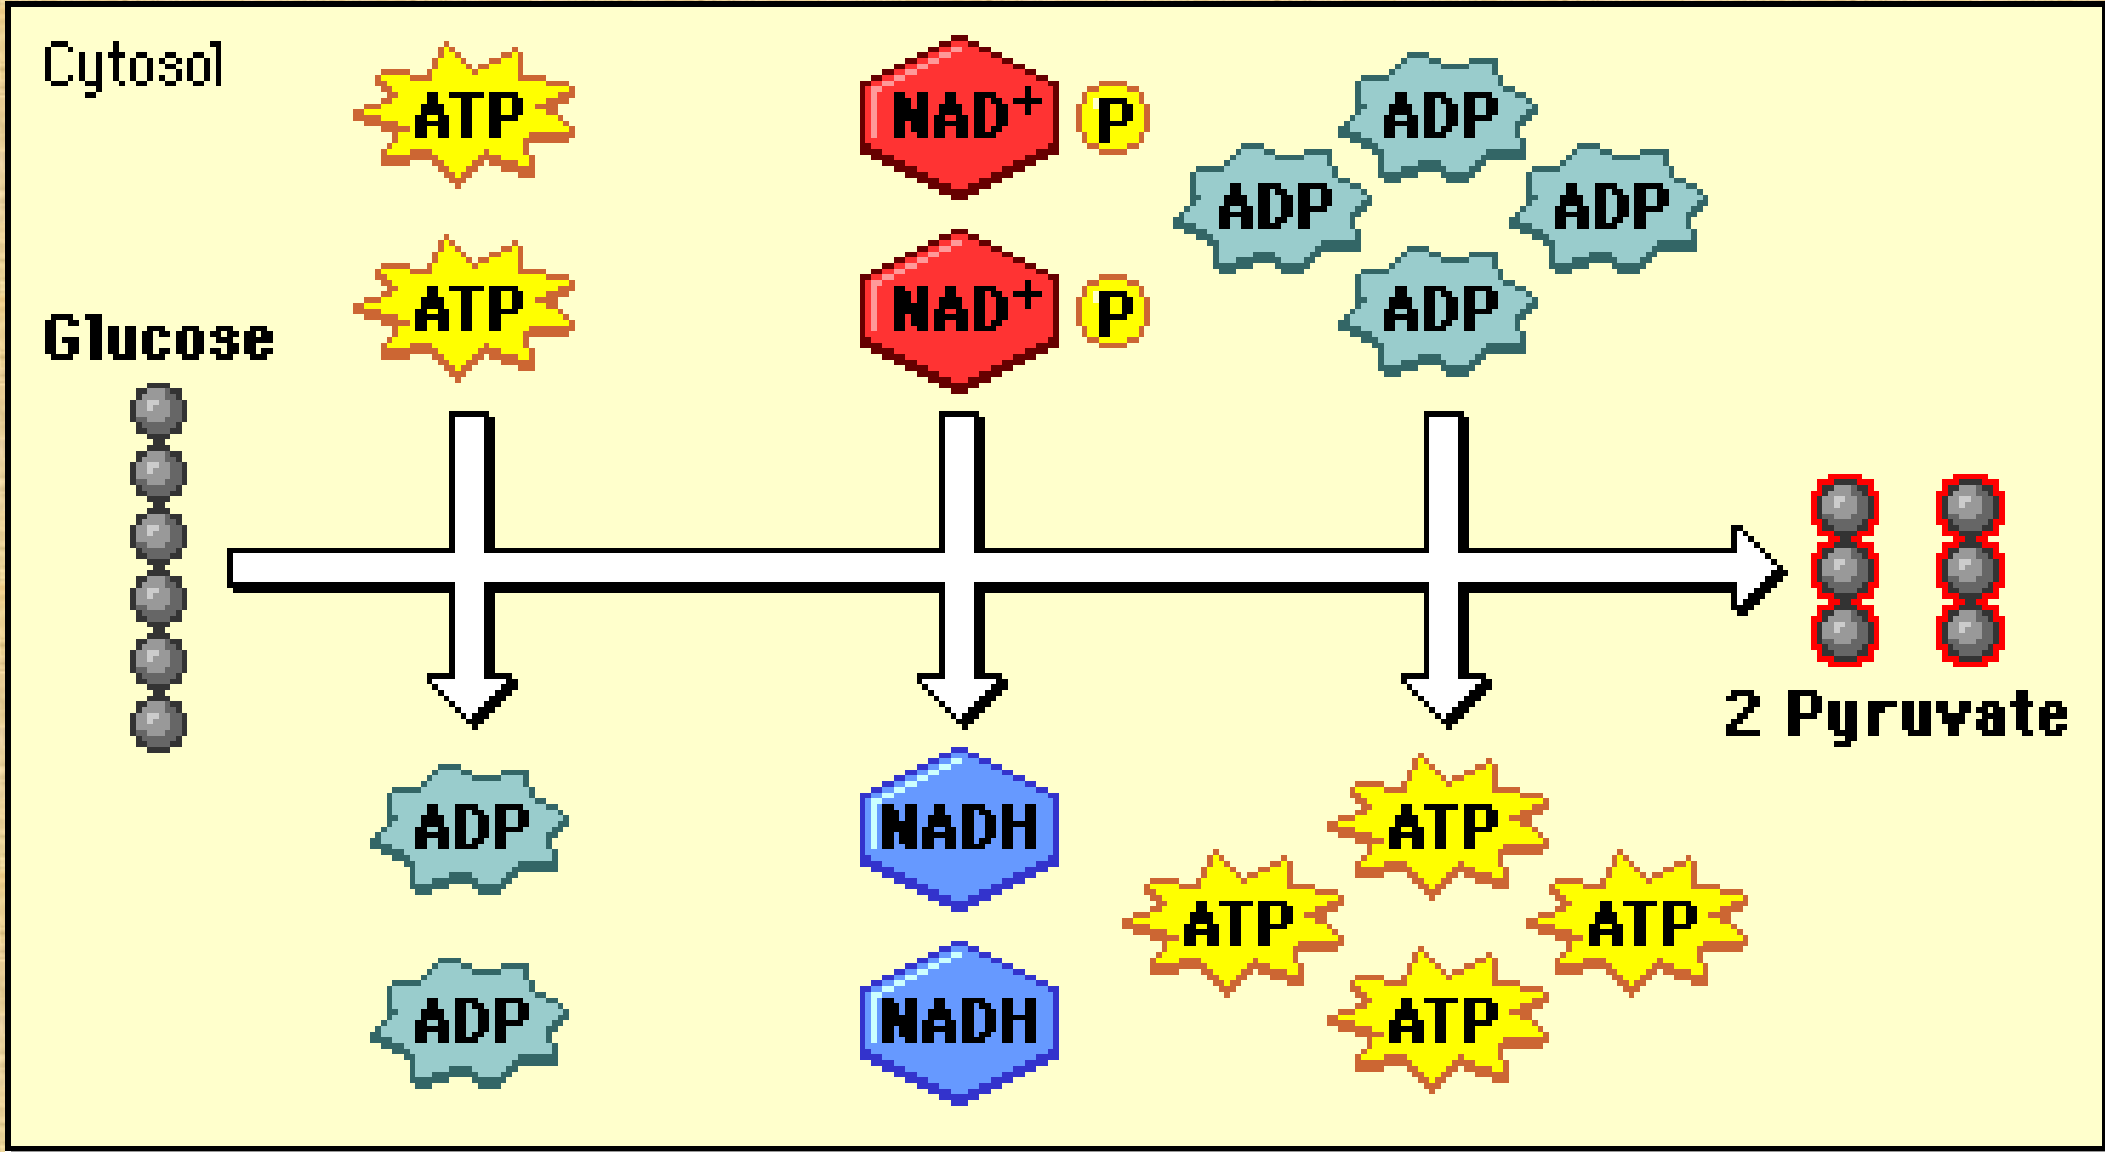 Cytosol
ATP
NAD+ P
ADP
ADP
ADP
ATP
NAD+ P
ADP
Glucose
2 Pyruvate
ADP
NADH
ATP
ATP
ATP
ADP
NADH
ATP